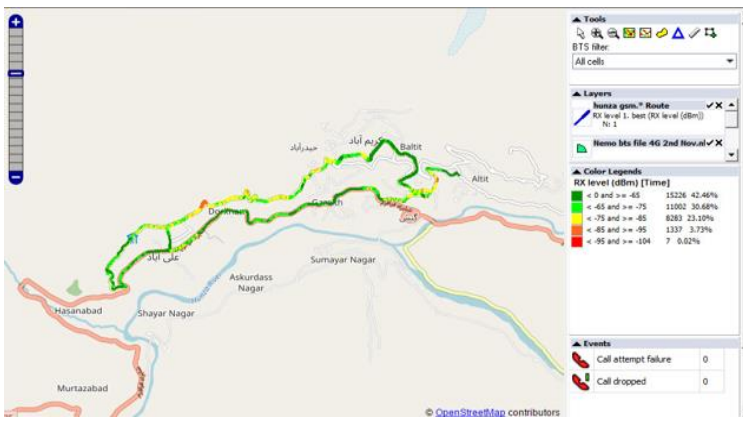 Tools
BTS filter:
All cells
Layers
hunza gsm.* Route
RX level 1. best (RX level (dBm))
N: 1
Nemo bts file 4G 2nd Nov.nl
Color Legends
RX level (dBm) [Time]
< 0 and >= -65 15226 42.46%
< -65 and >= -75 11002 30.68%
< -75 and >= -85 8283 23.10%
< -85 and >= -95 1337 3.73%
< -95 and >= -104 7 0.02%
Events
Call attempt failure 0
Call dropped 0
حیدرآباد
کریم آباد
Baltit
Altit
Ganish
گنیش
علی آباد
Sumayar Nagar
Askurdass
Nagar
Hasanabad
Shayar Nagar
Hunza River
Murtazabad
© OpenStreetMap contributors